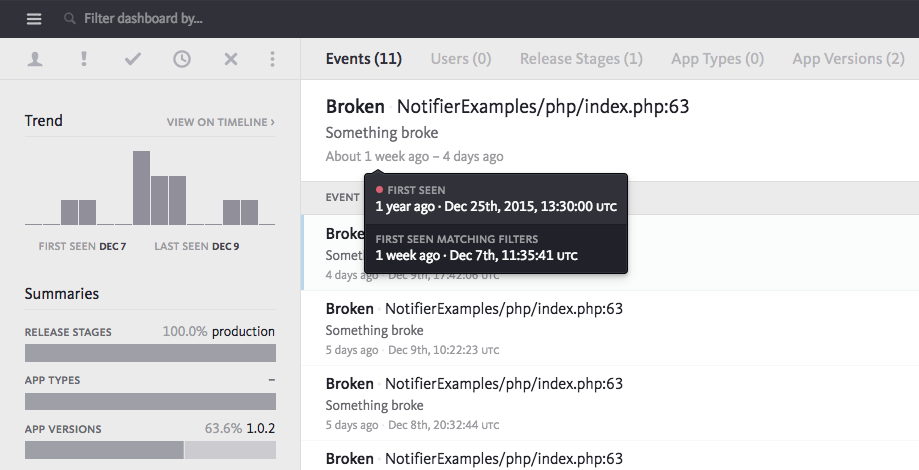 Filter dashboard by...
Events (11) Users (0) Release Stages (1) App Types (0) App Versions (2)
Trend VIEW ON TIMELINE ›
FIRST SEEN DEC 7 LAST SEEN DEC 9
Summaries
RELEASE STAGES 100.0% production
APP TYPES –
APP VERSIONS 63.6% 1.0.2
Broken · NotifierExamples/php/index.php:63
Something broke
About 1 week ago – 4 days ago
FIRST SEEN
1 year ago · Dec 25th, 2015, 13:30:00 UTC
FIRST SEEN MATCHING FILTERS
1 week ago · Dec 7th, 11:35:41 UTC
EVENT
Broke
Somet
4 days ago · Dec 9th, 17:42:06 UTC
Broken · NotifierExamples/php/index.php:63
Something broke
5 days ago · Dec 9th, 10:22:23 UTC
Broken · NotifierExamples/php/index.php:63
Something broke
5 days ago · Dec 8th, 20:32:44 UTC
Broken · NotifierExamples/php/index.php:63